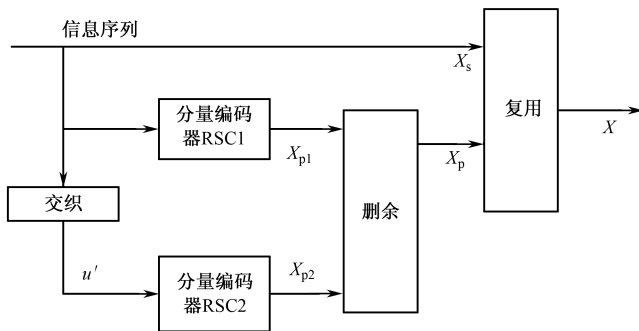 信息序列
X_s
分量编码
器RSC1
X_p1
复用
X
X_p
交织
删余
u'
分量编码
器RSC2
X_p2